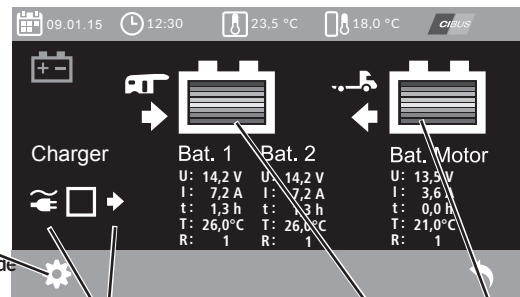 09.01.15 12:30 23,5 °C 18,0 °C CIBUS
+ -
Charger Bat. 1 Bat. 2 Bat. Motor
U: 14,2 V U: 14,2 V U: 13,5 V
I: 7,2 A I: 7,2 A I: 3,6 A
t: 1,3 h t: 1,3 h t: 0,0 h
T: 26,0°C T: 26,0°C T: 21,0°C
R: 1 R: 1 R: 1